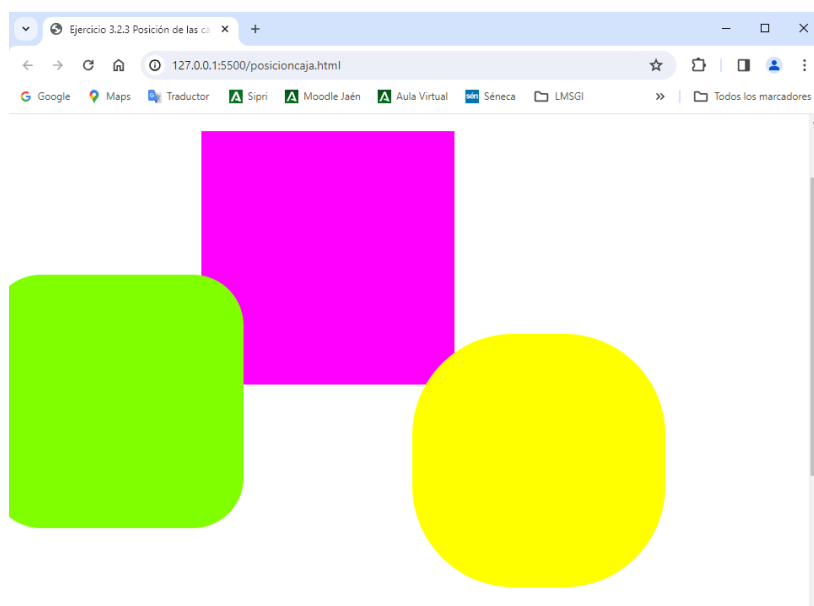 Ejercicio 3.2.3 Posición de las ca
127.0.0.1:5500/posicioncaja.html
Google Maps Traductor Sipri Moodle Jaén Aula Virtual sén Séneca LMSGI » Todos los marcadores